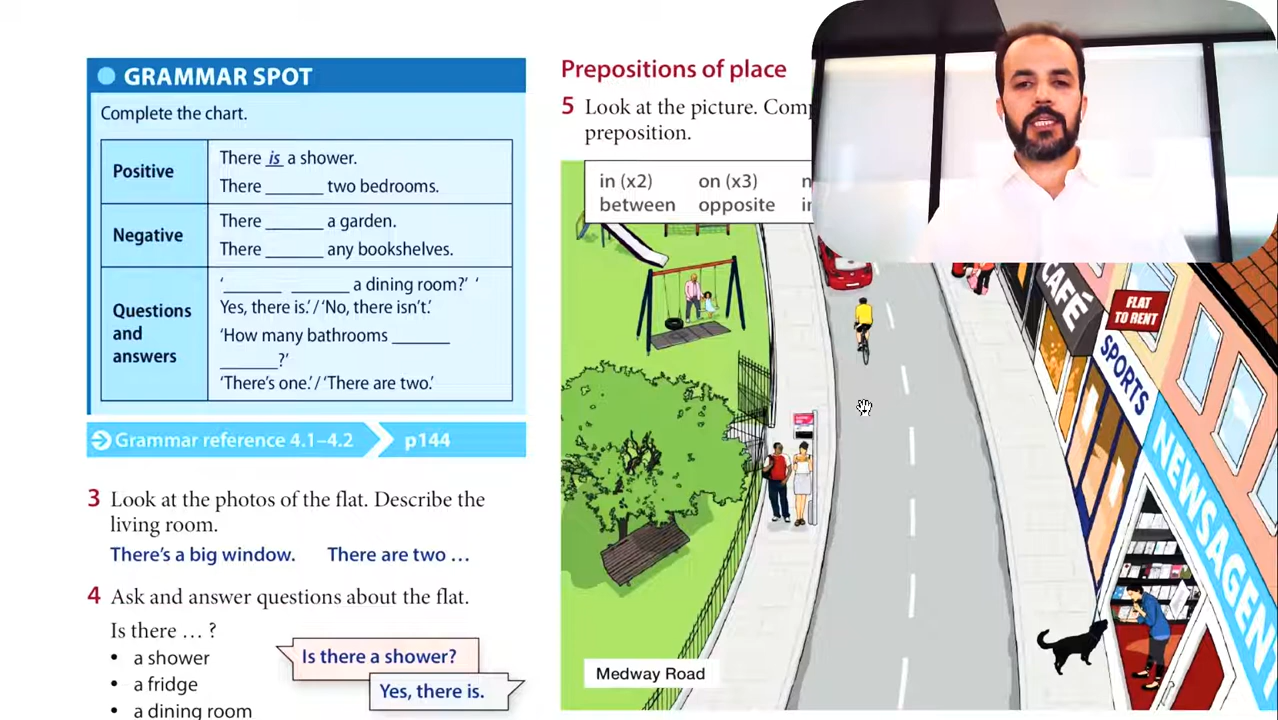 GRAMMAR SPOT
Complete the chart.
Positive
There is a shower.
There ______ two bedrooms.
Negative
There ______ a garden.
There ______ any bookshelves.
Questions
and
answers
‘______ ______ a dining room?’ ‘
Yes, there is.’ / ‘No, there isn’t.’
‘How many bathrooms ______
______?’
‘There’s one.’ / ‘There are two.’
Grammar reference 4.1–4.2
p144
3 Look at the photos of the flat. Describe the
living room.
There’s a big window. There are two …
4 Ask and answer questions about the flat.
Is there … ?
• a shower
• a fridge
• a dining room
Is there a shower?
Yes, there is.
Prepositions of place
5 Look at the picture.
preposition.
in (x2) on (x3)
between opposite
CAFÉ
FLAT
TO RENT
SPORTS
NEWSAGEN
Medway Road